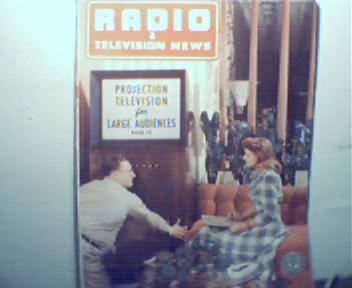 RADIO
&
TELEVISION NEWS
PROJECTION
TELEVISION
for
LARGE AUDIENCES